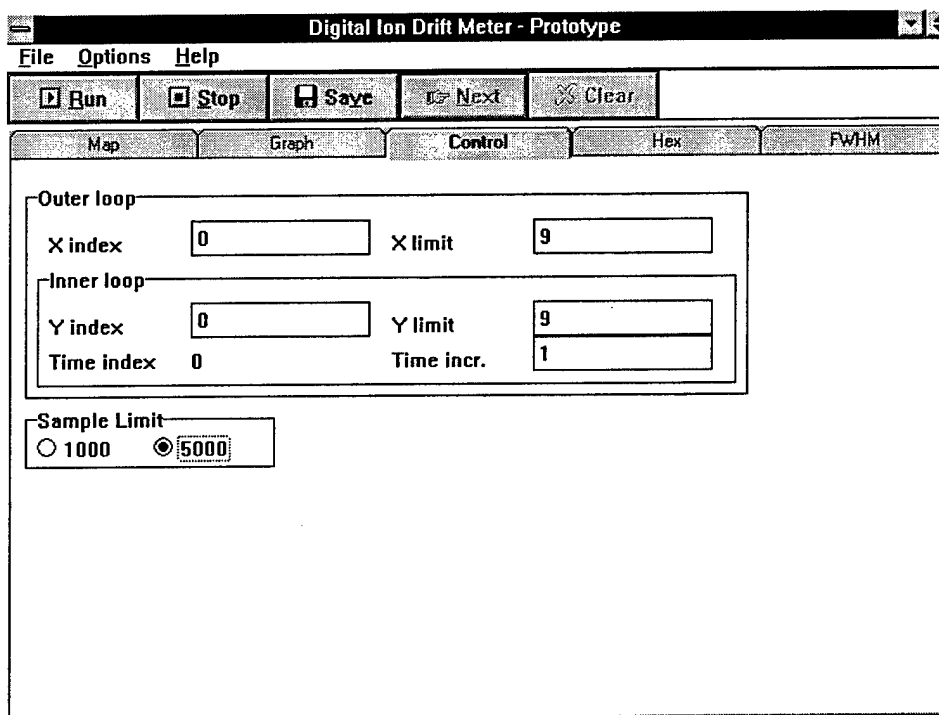 Digital Ion Drift Meter - Prototype
File Options Help
Run Stop Save Next Clear
Map Graph Control Hex FWHM
Outer loop
X index 0 X limit 9
Inner loop
Y index 0 Y limit 9
Time index 0 Time incr. 1
Sample Limit
1000 5000